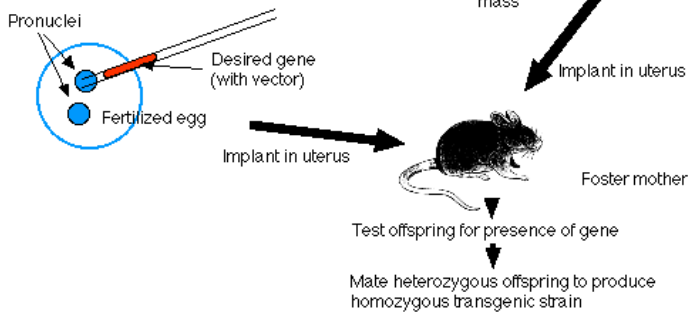 mass
Pronuclei
Desired gene
(with vector)
Implant in uterus
Fertilized egg
Implant in uterus
Foster mother
Test offspring for presence of gene
Mate heterozygous offspring to produce
homozygous transgenic strain